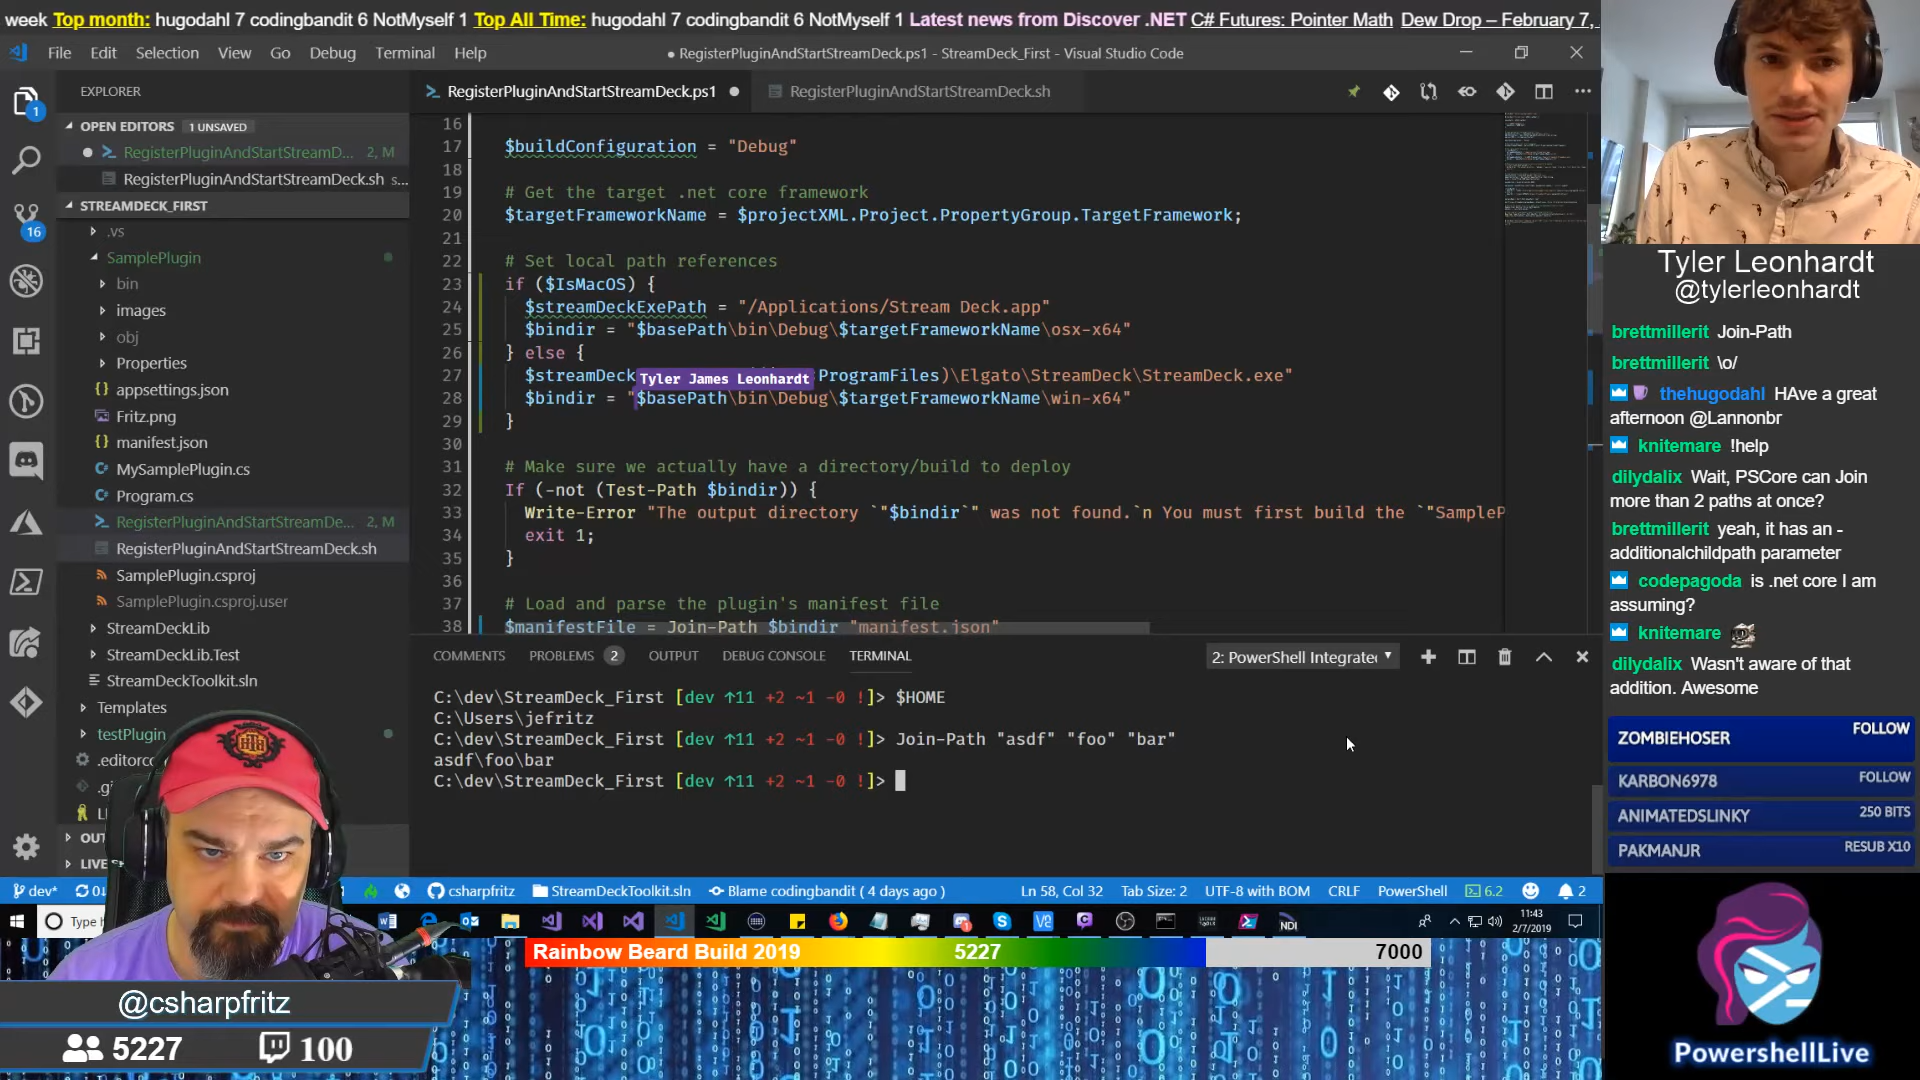 week Top month: hugodahl 7 codingbandit 6 NotMyself 1 Top All Time: hugodahl 7 codingbandit 6 NotMyself 1 Latest news from Discover .NET C# Futures: Pointer Math Dew Drop – February 7,
File Edit Selection View Go Debug Terminal Help
● RegisterPluginAndStartStreamDeck.ps1 - StreamDeck_First - Visual Studio Code
EXPLORER
OPEN EDITORS 1 UNSAVED
RegisterPluginAndStartStreamD... 2, M
RegisterPluginAndStartStreamDeck.sh s...
STREAMDECK_FIRST
.vs
SamplePlugin
bin
images
obj
Properties
appsettings.json
Fritz.png
manifest.json
MySamplePlugin.cs
Program.cs
RegisterPluginAndStartStreamDe... 2, M
RegisterPluginAndStartStreamDeck.sh
SamplePlugin.csproj
SamplePlugin.csproj.user
StreamDeckLib
StreamDeckLib.Test
StreamDeckToolkit.sln
Templates
testPlugin
.editorc
1
16
RegisterPluginAndStartStreamDeck.ps1
RegisterPluginAndStartStreamDeck.sh
16
17 $buildConfiguration = "Debug"
18
19 # Get the target .net core framework
20 $targetFrameworkName = $projectXML.Project.PropertyGroup.TargetFramework;
21
22 # Set local path references
23 if ($IsMacOS) {
24 $streamDeckExePath = "/Applications/Stream Deck.app"
25 $bindir = "$basePath\bin\Debug\$targetFrameworkName\osx-x64"
26 } else {
27 $streamDeck
Tyler James Leonhardt
ProgramFiles)\Elgato\StreamDeck\StreamDeck.exe"
28 $bindir = "$basePath\bin\Debug\$targetFrameworkName\win-x64"
29 }
30
31 # Make sure we actually have a directory/build to deploy
32 If (-not (Test-Path $bindir)) {
33 Write-Error "The output directory `"$bindir`" was not found.`n You must first build the `"SampleP
34 exit 1;
35 }
36
37 # Load and parse the plugin's manifest file
38 $manifestFile = Join-Path $bindir "manifest.json"
COMMENTS PROBLEMS 2 OUTPUT DEBUG CONSOLE TERMINAL
2: PowerShell Integrate
C:\dev\StreamDeck_First [dev ↑11 +2 ~1 -0 !]> $HOME
C:\Users\jefritz
C:\dev\StreamDeck_First [dev ↑11 +2 ~1 -0 !]> Join-Path "asdf" "foo" "bar"
asdf\foo\bar
C:\dev\StreamDeck_First [dev ↑11 +2 ~1 -0 !]>
dev* csharpfritz StreamDeckToolkit.sln Blame codingbandit ( 4 days ago ) Ln 58, Col 32 Tab Size: 2 UTF-8 with BOM CRLF PowerShell 6.2 2
Type h
11:43
2/7/2019
Rainbow Beard Build 2019 5227 7000
@csharpfritz
5227 100
Tyler Leonhardt
@tylerleonhardt
brettmillerit Join-Path
brettmillerit \o/
thehugodahl HAve a great
afternoon @Lannonbr
knitemare !help
dilydalix Wait, PSCore can Join
more than 2 paths at once?
brettmillerit yeah, it has an -
additionalchildpath parameter
codepagoda is .net core I am
assuming?
knitemare
dilydalix Wasn't aware of that
addition. Awesome
ZOMBIEHOSER FOLLOW
KARBON6978 FOLLOW
ANIMATEDSLINKY 250 BITS
PAKMANJR RESUB X10
PowershellLive